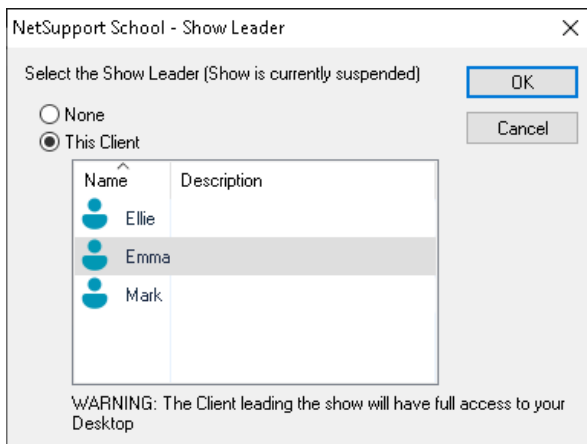 NetSupport School - Show Leader
Select the Show Leader (Show is currently suspended)
OK
None
Cancel
This Client
Name Description
Ellie
Emma
Mark
WARNING: The Client leading the show will have full access to your
Desktop